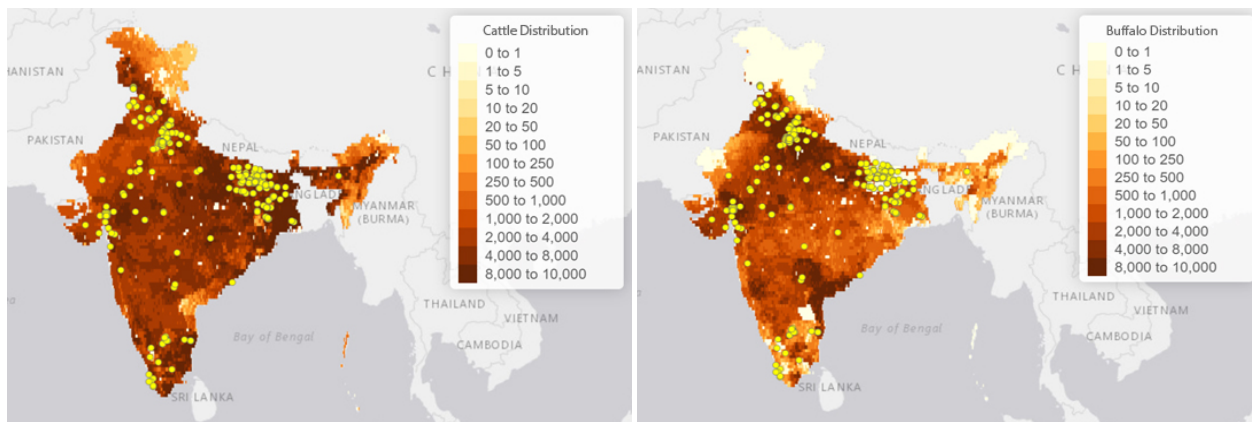 Cattle Distribution
0 to 1
1 to 5
5 to 10
10 to 20
20 to 50
50 to 100
100 to 250
250 to 500
500 to 1,000
1,000 to 2,000
2,000 to 4,000
4,000 to 8,000
8,000 to 10,000
HANISTAN
C H
PAKISTAN
NEPAL
NGLAD
MYANMAR
(BURMA)
THAILAND
VIETNAM
Bay of Bengal
CAMBODIA
SRI LANKA
Buffalo Distribution
0 to 1
1 to 5
5 to 10
10 to 20
20 to 50
50 to 100
100 to 250
250 to 500
500 to 1,000
1,000 to 2,000
2,000 to 4,000
4,000 to 8,000
8,000 to 10,000
ANISTAN
C H
PAKISTAN
NEPAL
NGLADE
MYANMAR
(BURMA)
THAILAND
VIETNAM
Bay of Bengal
CAMBODIA
SRI LANKA